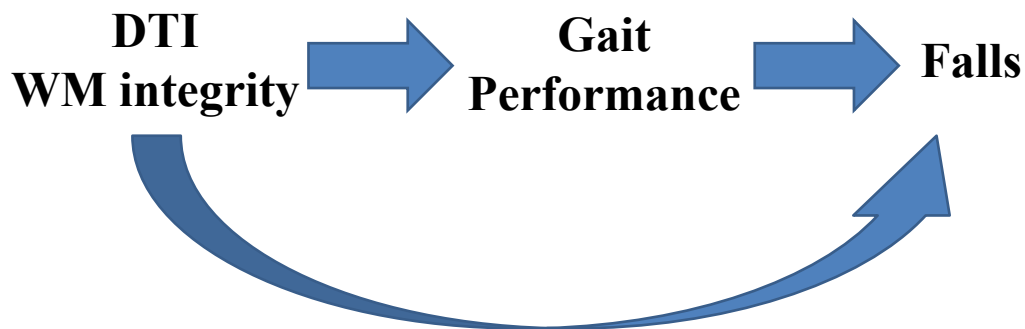 DTI
WM integrity
Gait
Performance
Falls